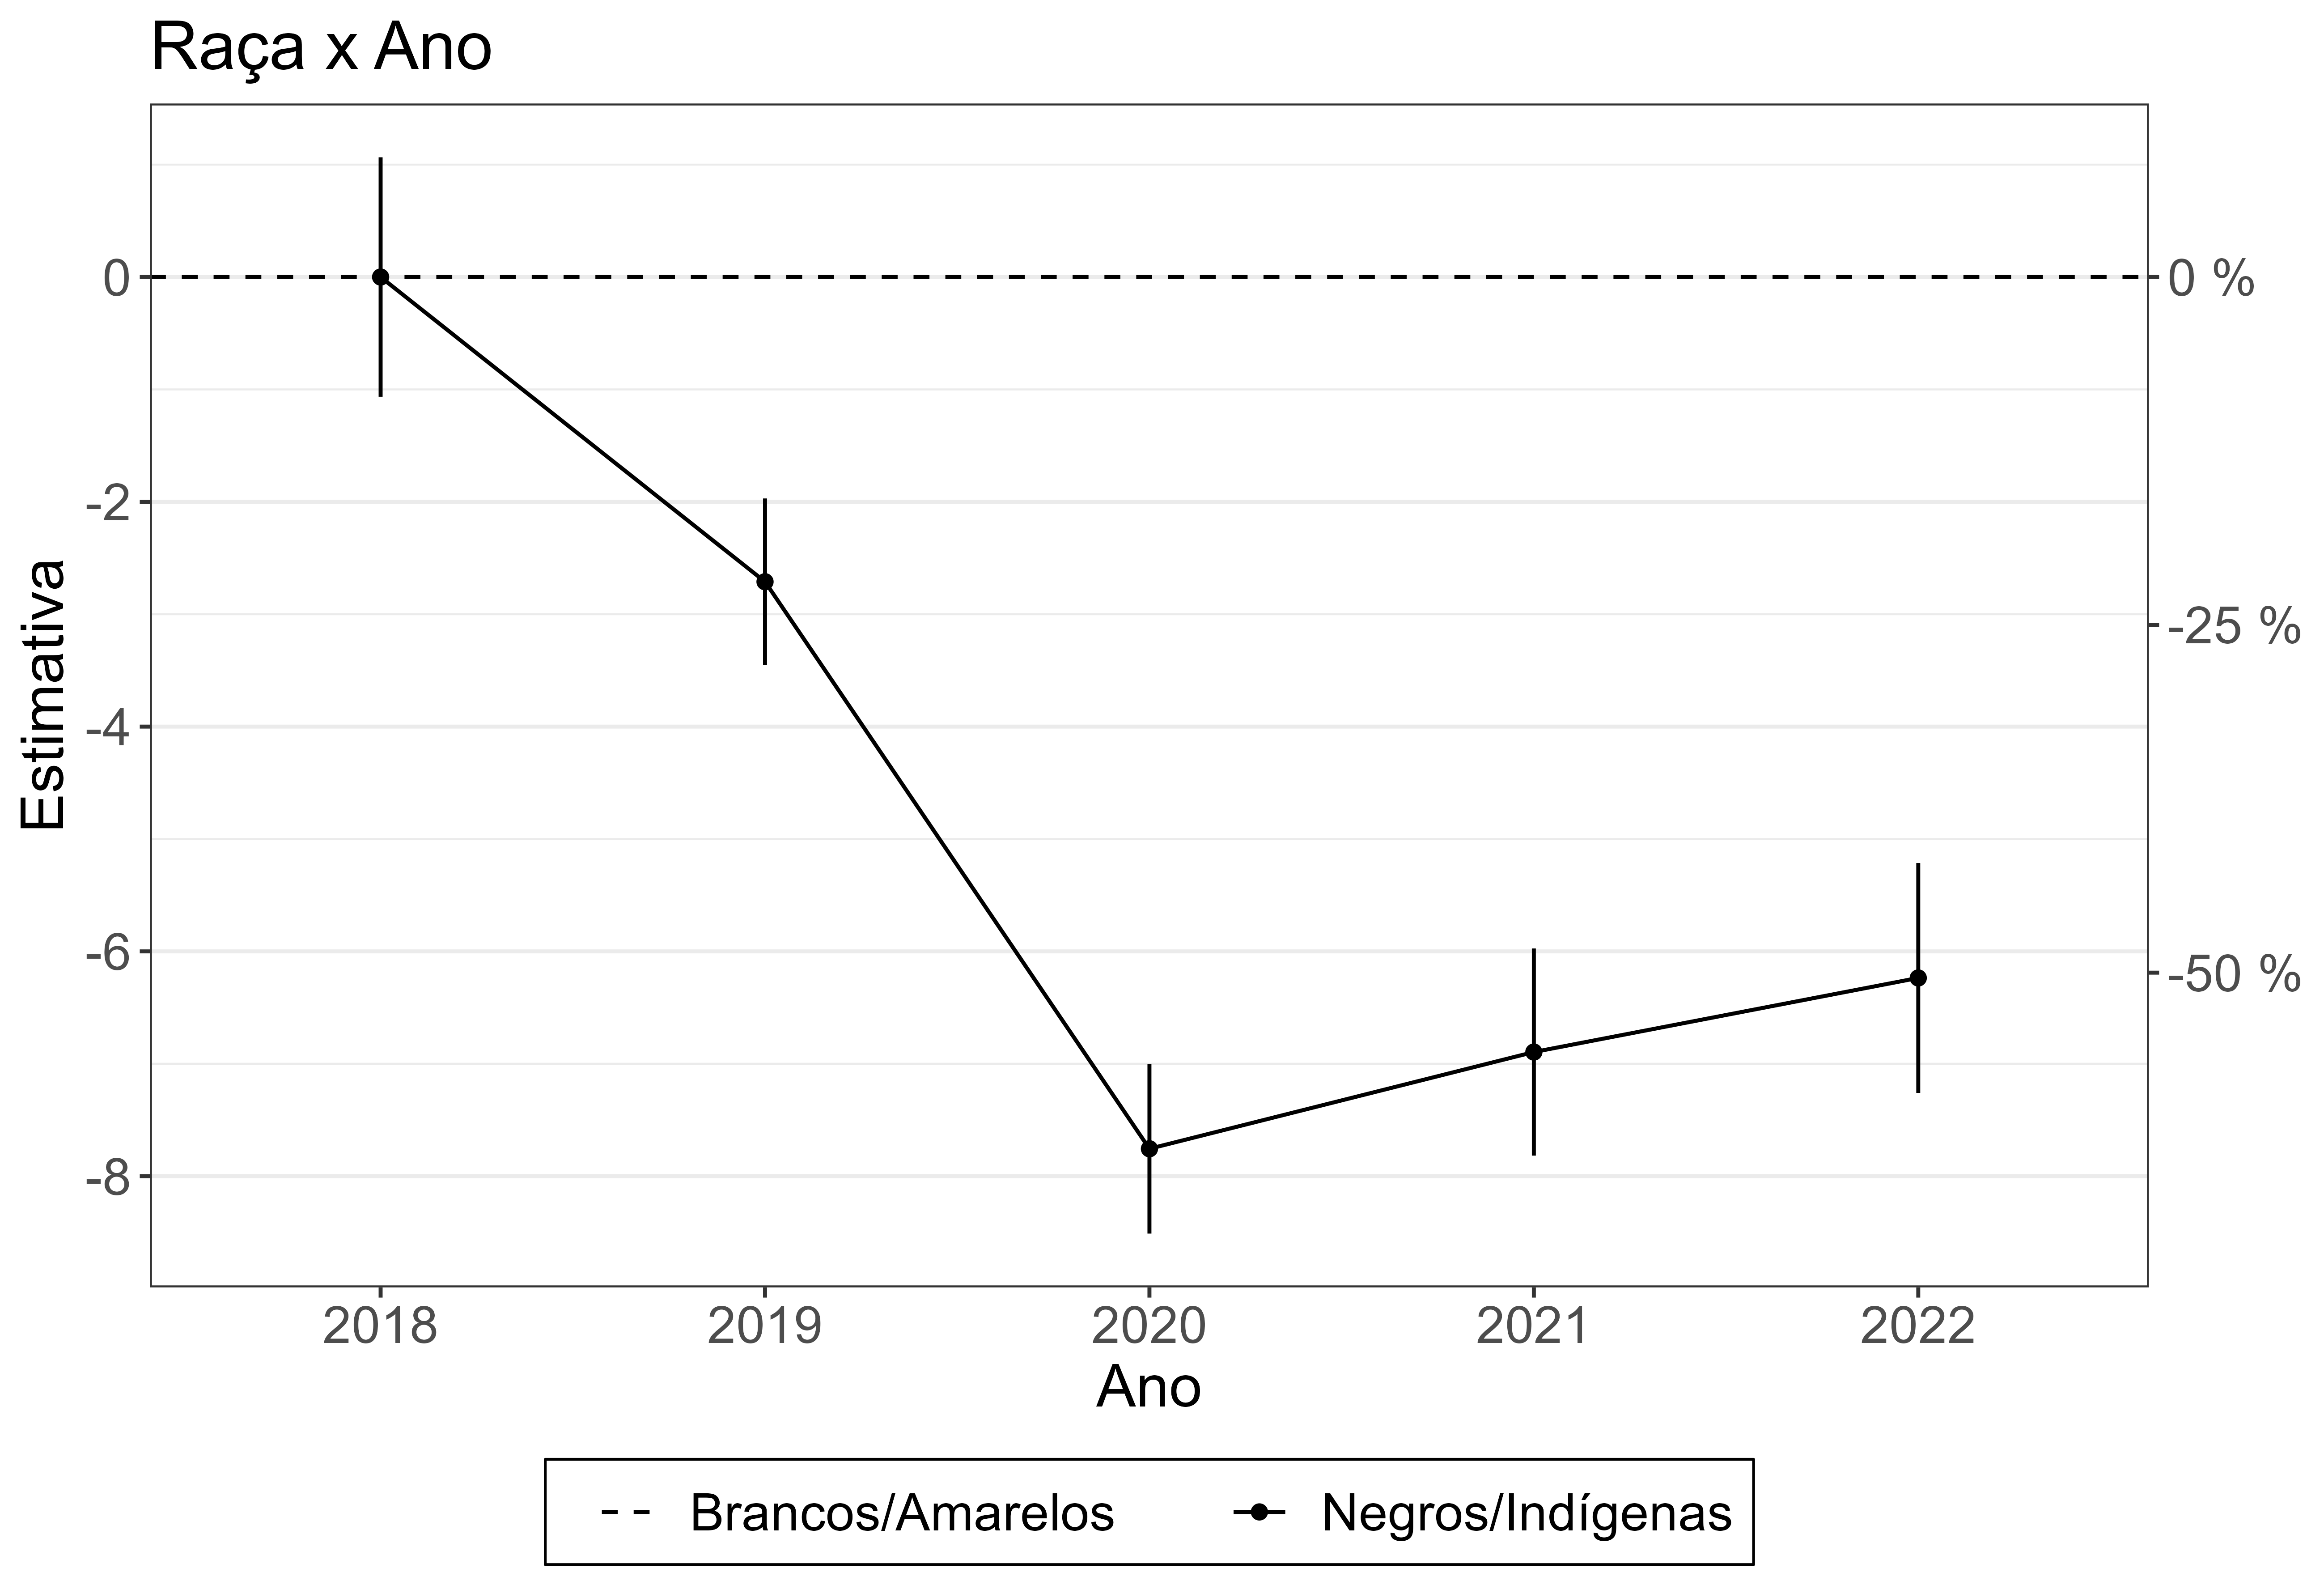 Raça x Ano
Estimativa
0
-2
-4
-6
-8
0 %
-25 %
-50 %
2018 2019 2020 2021 2022
Ano
Brancos/Amarelos Negros/Indígenas